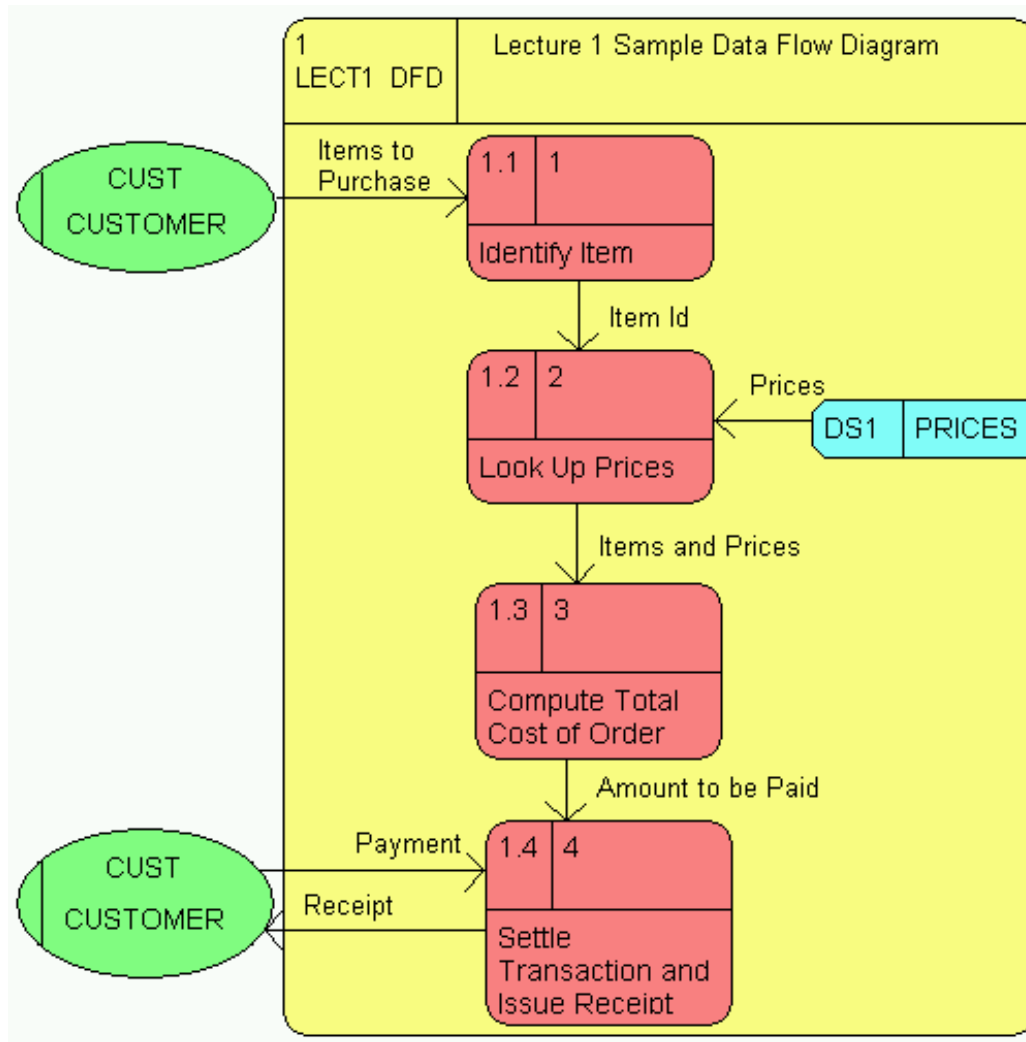 1
LECT1 DFD
Lecture 1 Sample Data Flow Diagram
CUST
CUSTOMER
Items to
Purchase
1.1
1
Identify Item
Item Id
1.2
2
Look Up Prices
Prices
DS1
PRICES
Items and Prices
1.3
3
Compute Total
Cost of Order
Amount to be Paid
CUST
CUSTOMER
Payment
Receipt
1.4
4
Settle
Transaction and
Issue Receipt